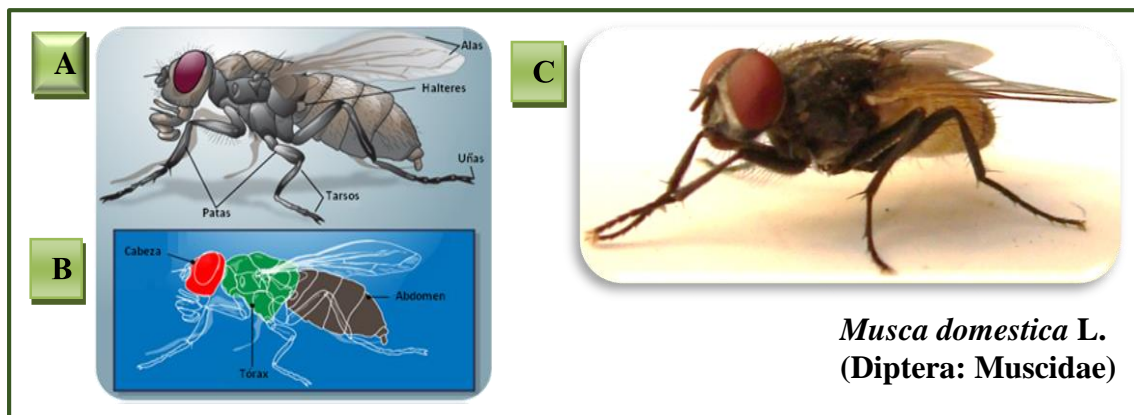 A
Alas
Halteres
Uñas
Tarsos
Patas
B
Cabeza
Abdomen
Tórax
C
Musca domestica L.
(Diptera: Muscidae)